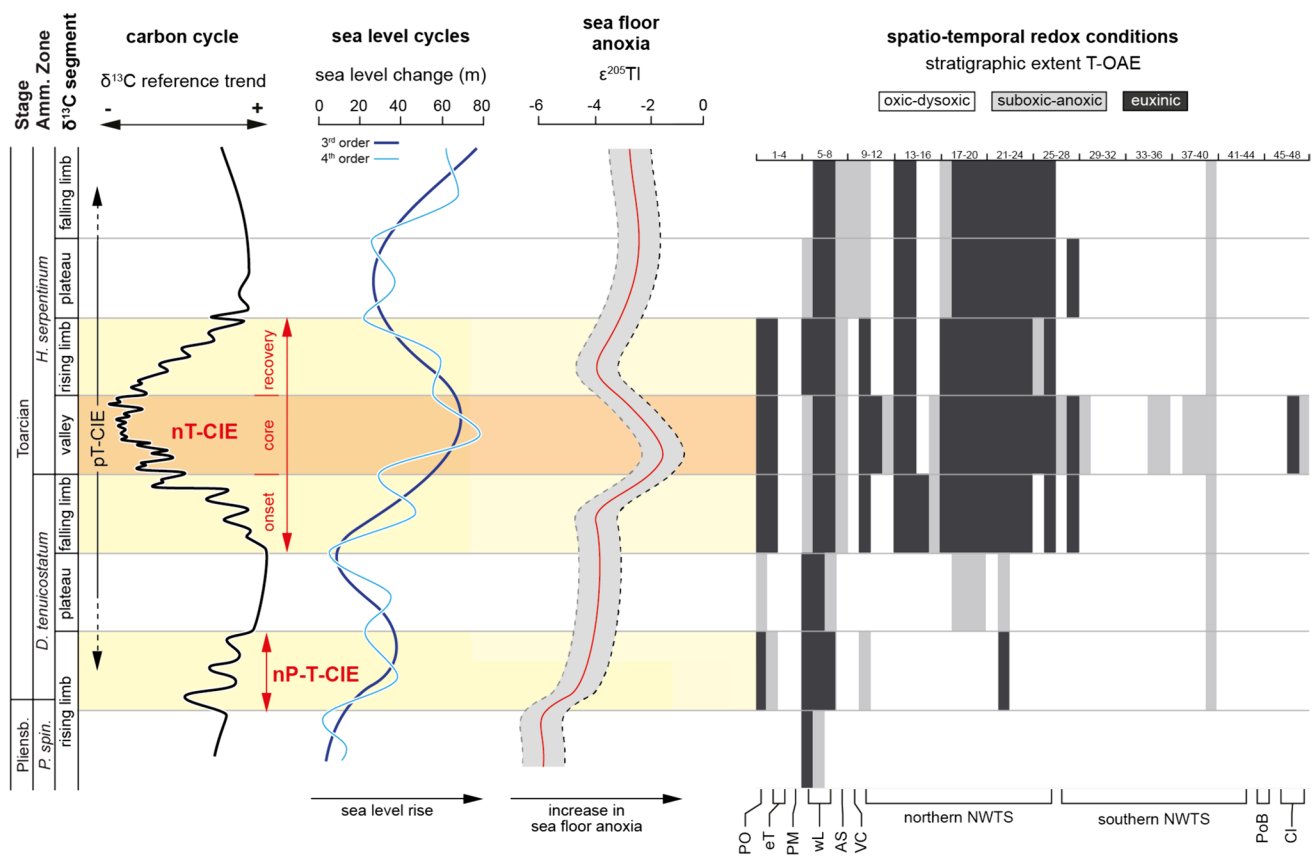 carbon cycle
δ13C reference trend
- +
sea level cycles
sea level change (m)
0 20 40 60 80
3rd order
4th order
sea floor
anoxia
ε205Tl
-6 -4 -2 0
spatio-temporal redox conditions
stratigraphic extent T-OAE
oxic-dysoxic suboxic-anoxic euxinic
1-4 5-8 9-12 13-16 17-20 21-24 25-28 29-32 33-36 37-40 41-44 45-48
Stage
Amm. Zone
δ13C segment
Toarcian
Pliensb.
H. serpentinum
D. tenuicostatum
P. spin.
falling limb
plateau
rising limb
valley
falling limb
plateau
rising limb
pT-CIE
nT-CIE
recovery
core
onset
nP-T-CIE
sea level rise
increase in
sea floor anoxia
PO
eT
PM
wL
AS
VC
northern NWTS
southern NWTS
PoB
CI